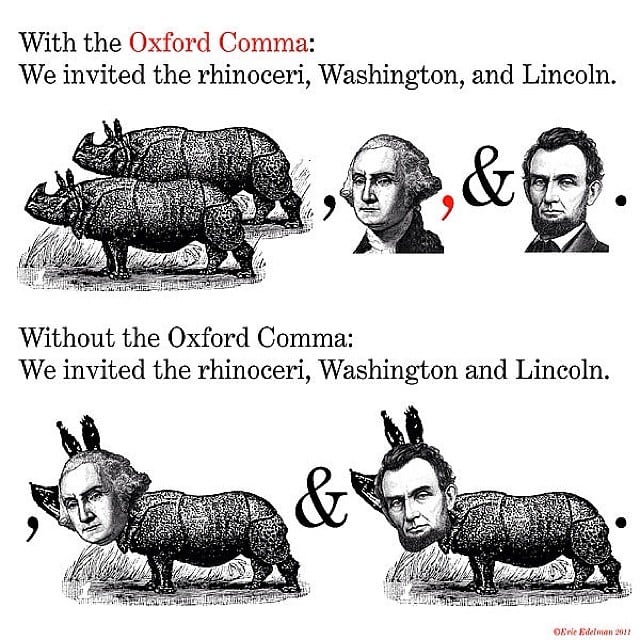 With the Oxford Comma:
We invited the rhinoceri, Washington, and Lincoln.
, , & .
Without the Oxford Comma:
We invited the rhinoceri, Washington and Lincoln.
, & .
©Eric Edelman 2011